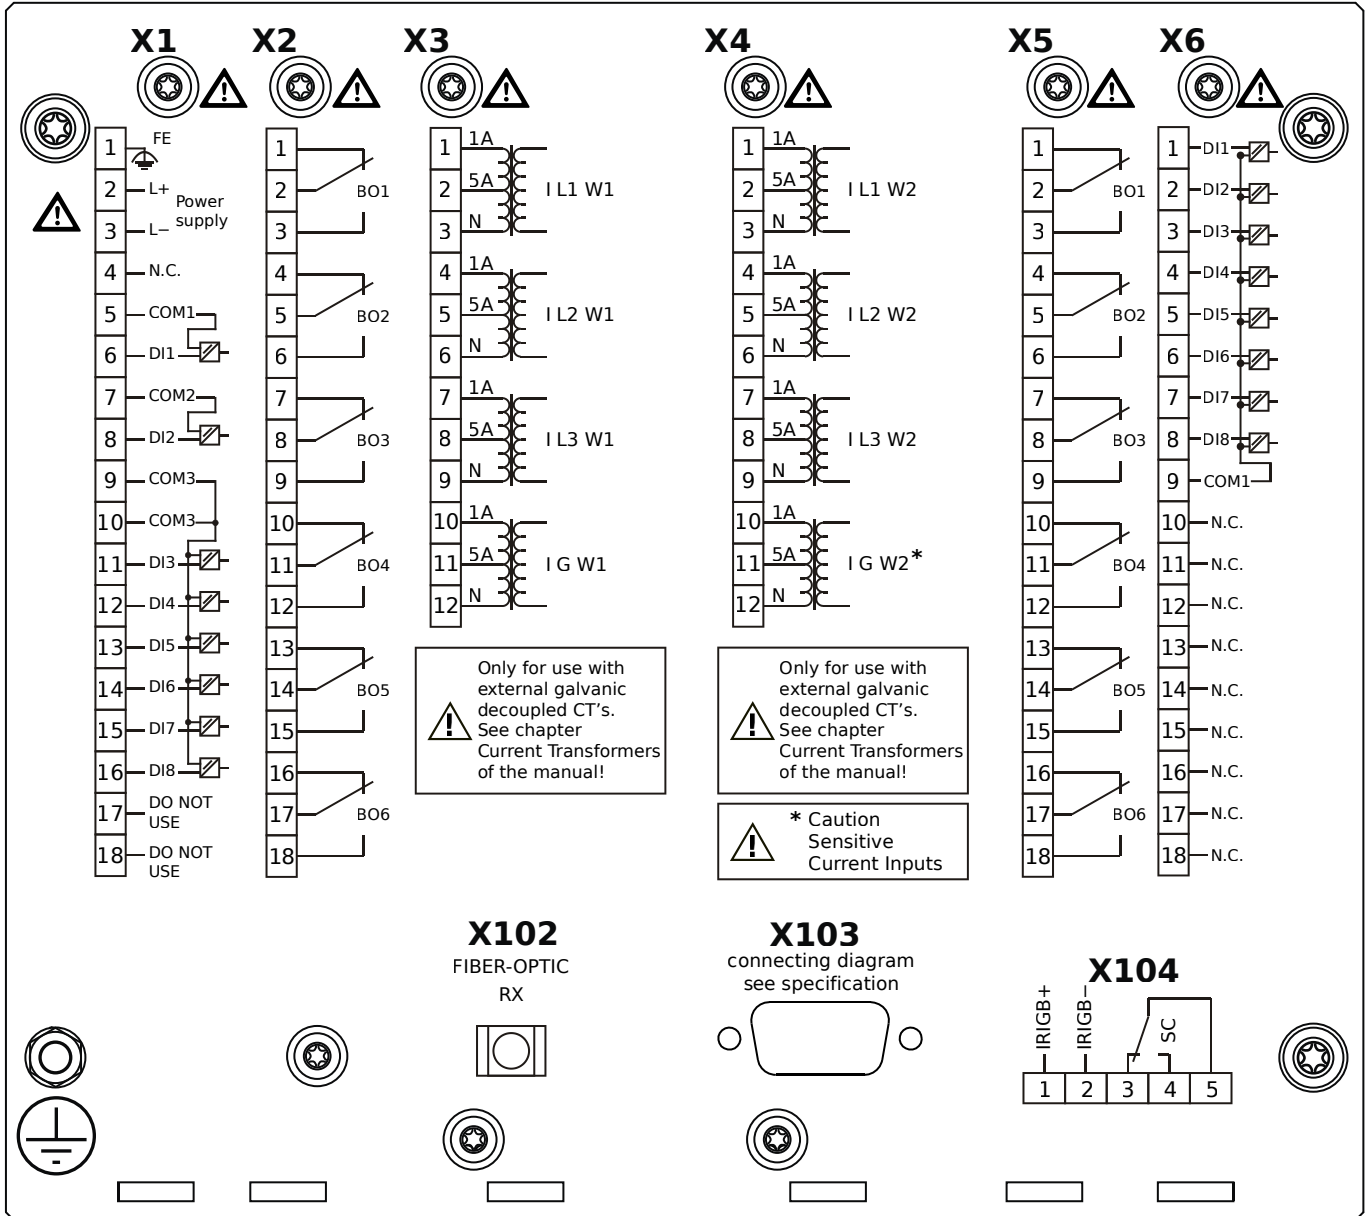 X1 X2 X3 X4 X5 X6
1 FE
2 L+
Power
supply
3 L−
4 N.C.
5 COM1
6 DI1
7 COM2
8 DI2
9 COM3
10 COM3
11 DI3
12 DI4
13 DI5
14 DI6
15 DI7
16 DI8
17 DO NOT
USE
18 DO NOT
USE
1
2 BO1
3
4
5 BO2
6
7
8 BO3
9
10
11 BO4
12
13
14 BO5
15
16
17 BO6
18
1 1A
2 5A I L1 W1
3 N
4 1A
5 5A I L2 W1
6 N
7 1A
8 5A I L3 W1
9 N
10 1A
11 5A I G W1
12 N
Only for use with
external galvanic
decoupled CT's.
See chapter
Current Transformers
of the manual!
1 1A
2 5A I L1 W2
3 N
4 1A
5 5A I L2 W2
6 N
7 1A
8 5A I L3 W2
9 N
10 1A
11 5A I G W2*
12 N
Only for use with
external galvanic
decoupled CT's.
See chapter
Current Transformers
of the manual!
* Caution
Sensitive
Current Inputs
1
2 BO1
3
4
5 BO2
6
7
8 BO3
9
10
11 BO4
12
13
14 BO5
15
16
17 BO6
18
1 DI1
2 DI2
3 DI3
4 DI4
5 DI5
6 DI6
7 DI7
8 DI8
9 COM1
10 N.C.
11 N.C.
12 N.C.
13 N.C.
14 N.C.
15 N.C.
16 N.C.
17 N.C.
18 N.C.
X102
FIBER-OPTIC
RX
X103
connecting diagram
see specification
X104
IRIGB+
IRIGB−
SC
1 2 3 4 5